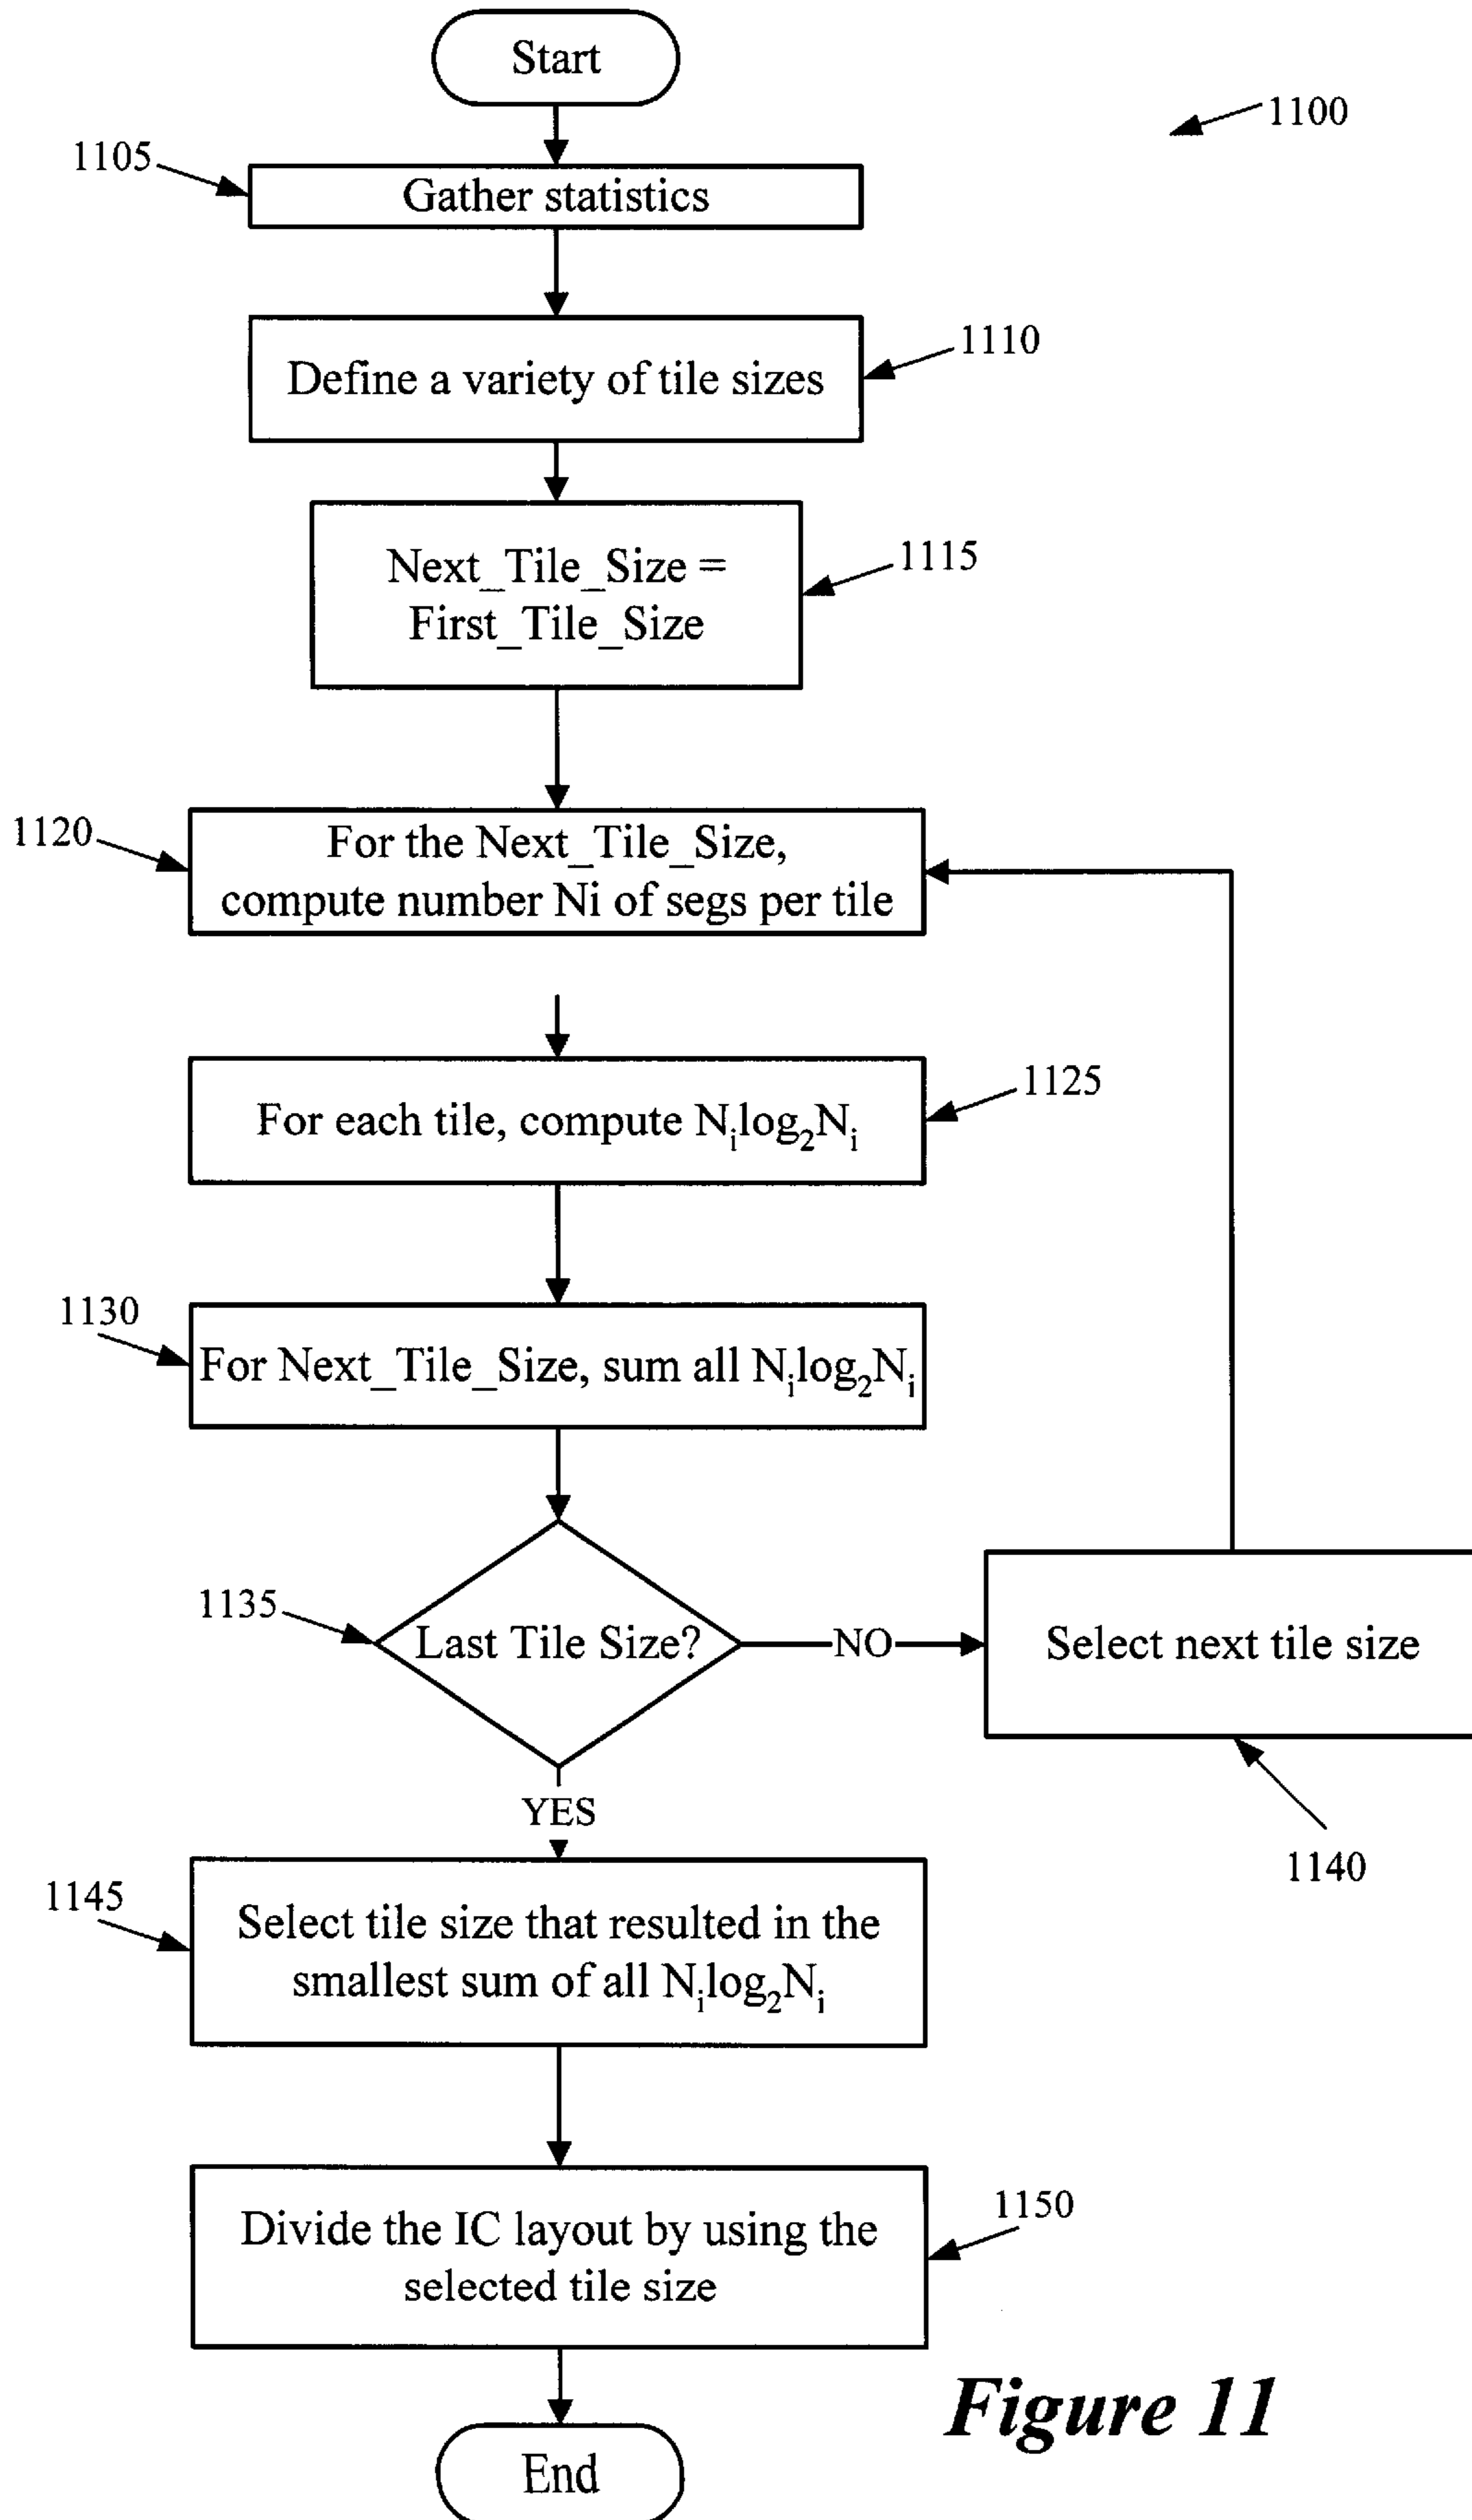 Start
1100
1105
Gather statistics
1110
Define a variety of tile sizes
1115
Next_Tile_Size =
First_Tile_Size
1120
For the Next_Tile_Size,
compute number Ni of segs per tile
1125
For each tile, compute Nᵢlog₂Nᵢ
1130
For Next_Tile_Size, sum all Nᵢlog₂Nᵢ
1135
Last Tile Size?
NO
Select next tile size
YES
1140
1145
Select tile size that resulted in the
smallest sum of all Nᵢlog₂Nᵢ
1150
Divide the IC layout by using the
selected tile size
Figure 11
End